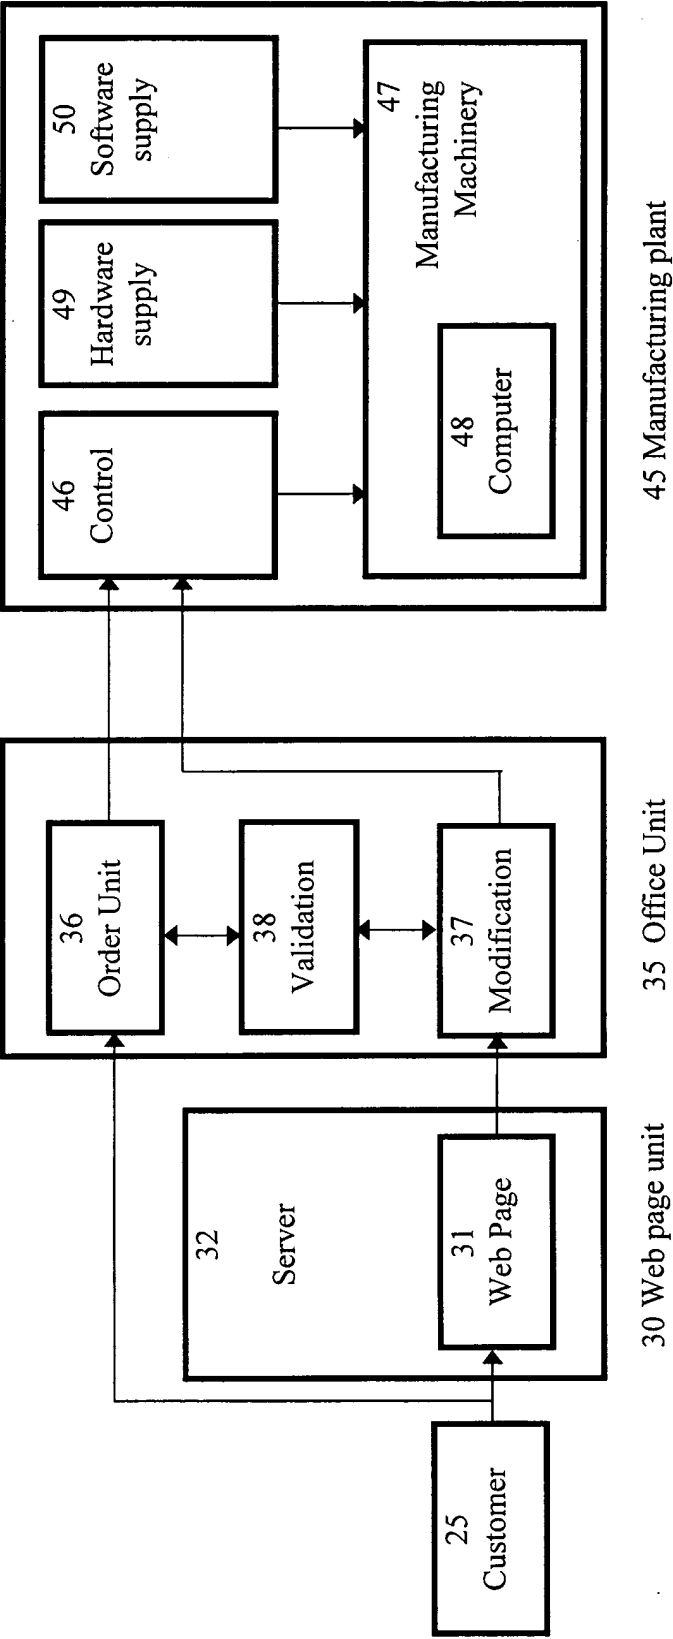 25
Customer
32
Server
31
Web Page
30 Web page unit
36
Order Unit
38
Validation
37
Modification
35 Office Unit
46
Control
49
Hardware
supply
50
Software
supply
47
Manufacturing
Machinery
48
Computer
45 Manufacturing plant